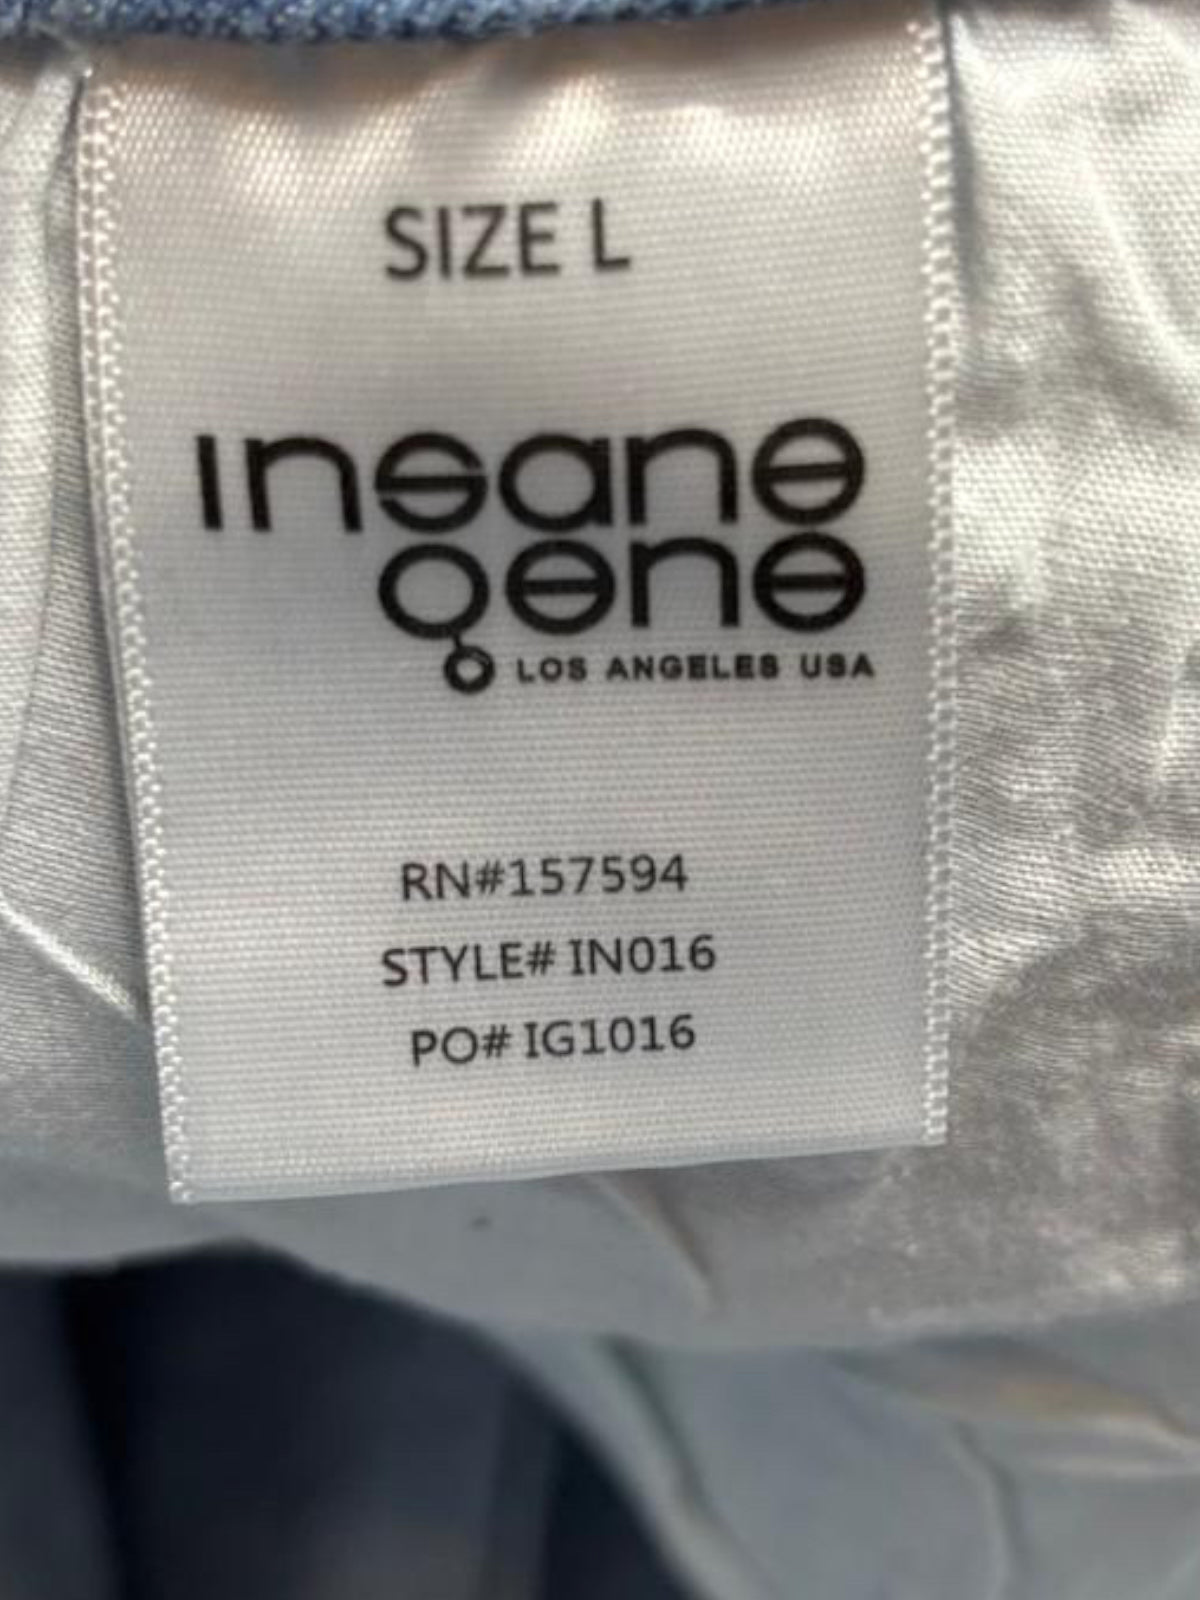 SIZE L
insane
gene
LOS ANGELES USA
RN#157594
STYLE# IN016
PO# IG1016